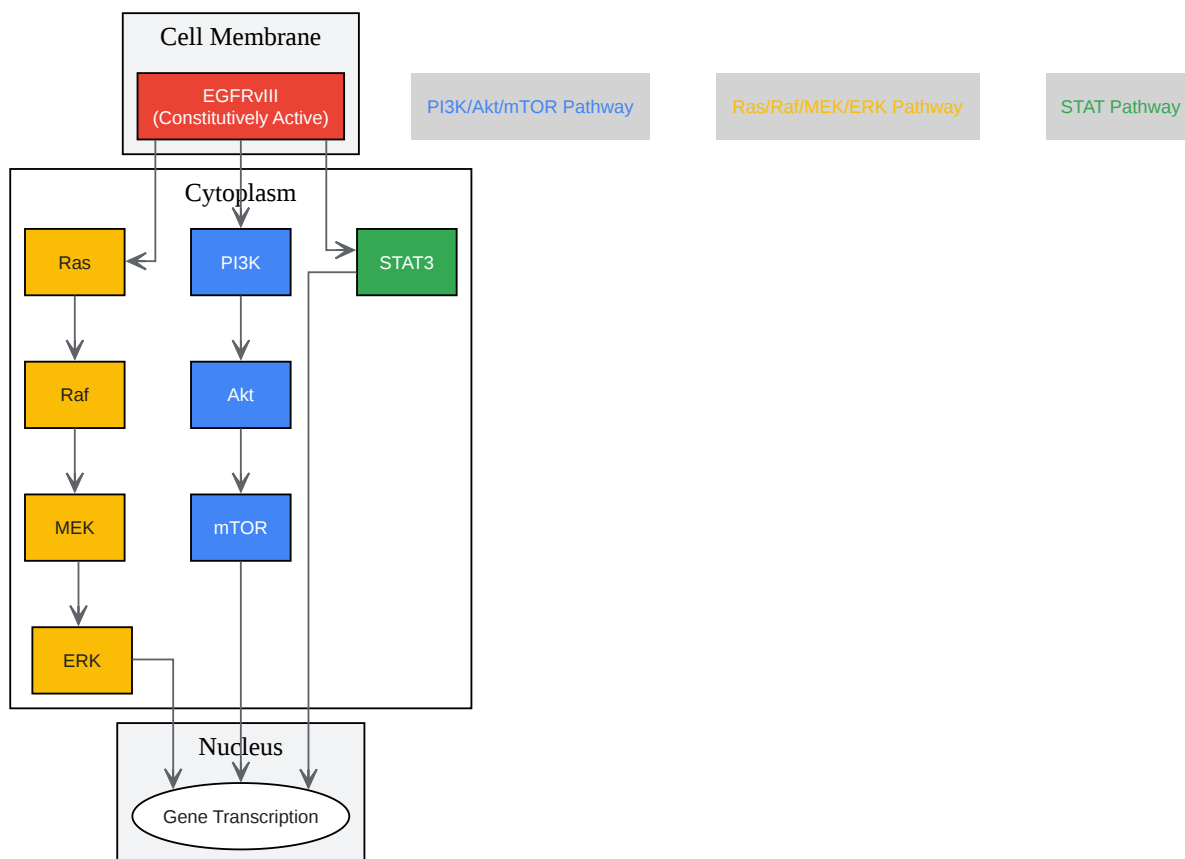 Cell Membrane
EGFRvIII
(Constitutively Active)
PI3K/Akt/mTOR Pathway
Ras/Raf/MEK/ERK Pathway
STAT Pathway
Cytoplasm
Ras
PI3K
STAT3
Raf
Akt
MEK
mTOR
ERK
Nucleus
Gene Transcription